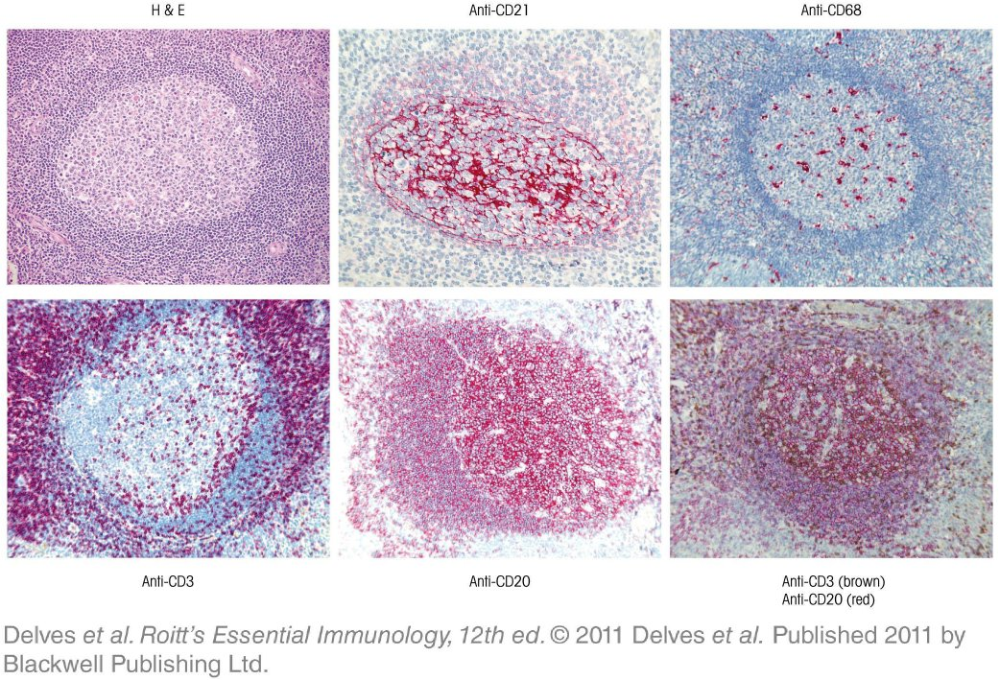 H & E
Anti-CD21
Anti-CD68
Anti-CD3
Anti-CD20
Anti-CD3 (brown)
Anti-CD20 (red)
Delves et al. Roitt’s Essential Immunology, 12th ed. © 2011 Delves et al. Published 2011 by
Blackwell Publishing Ltd.